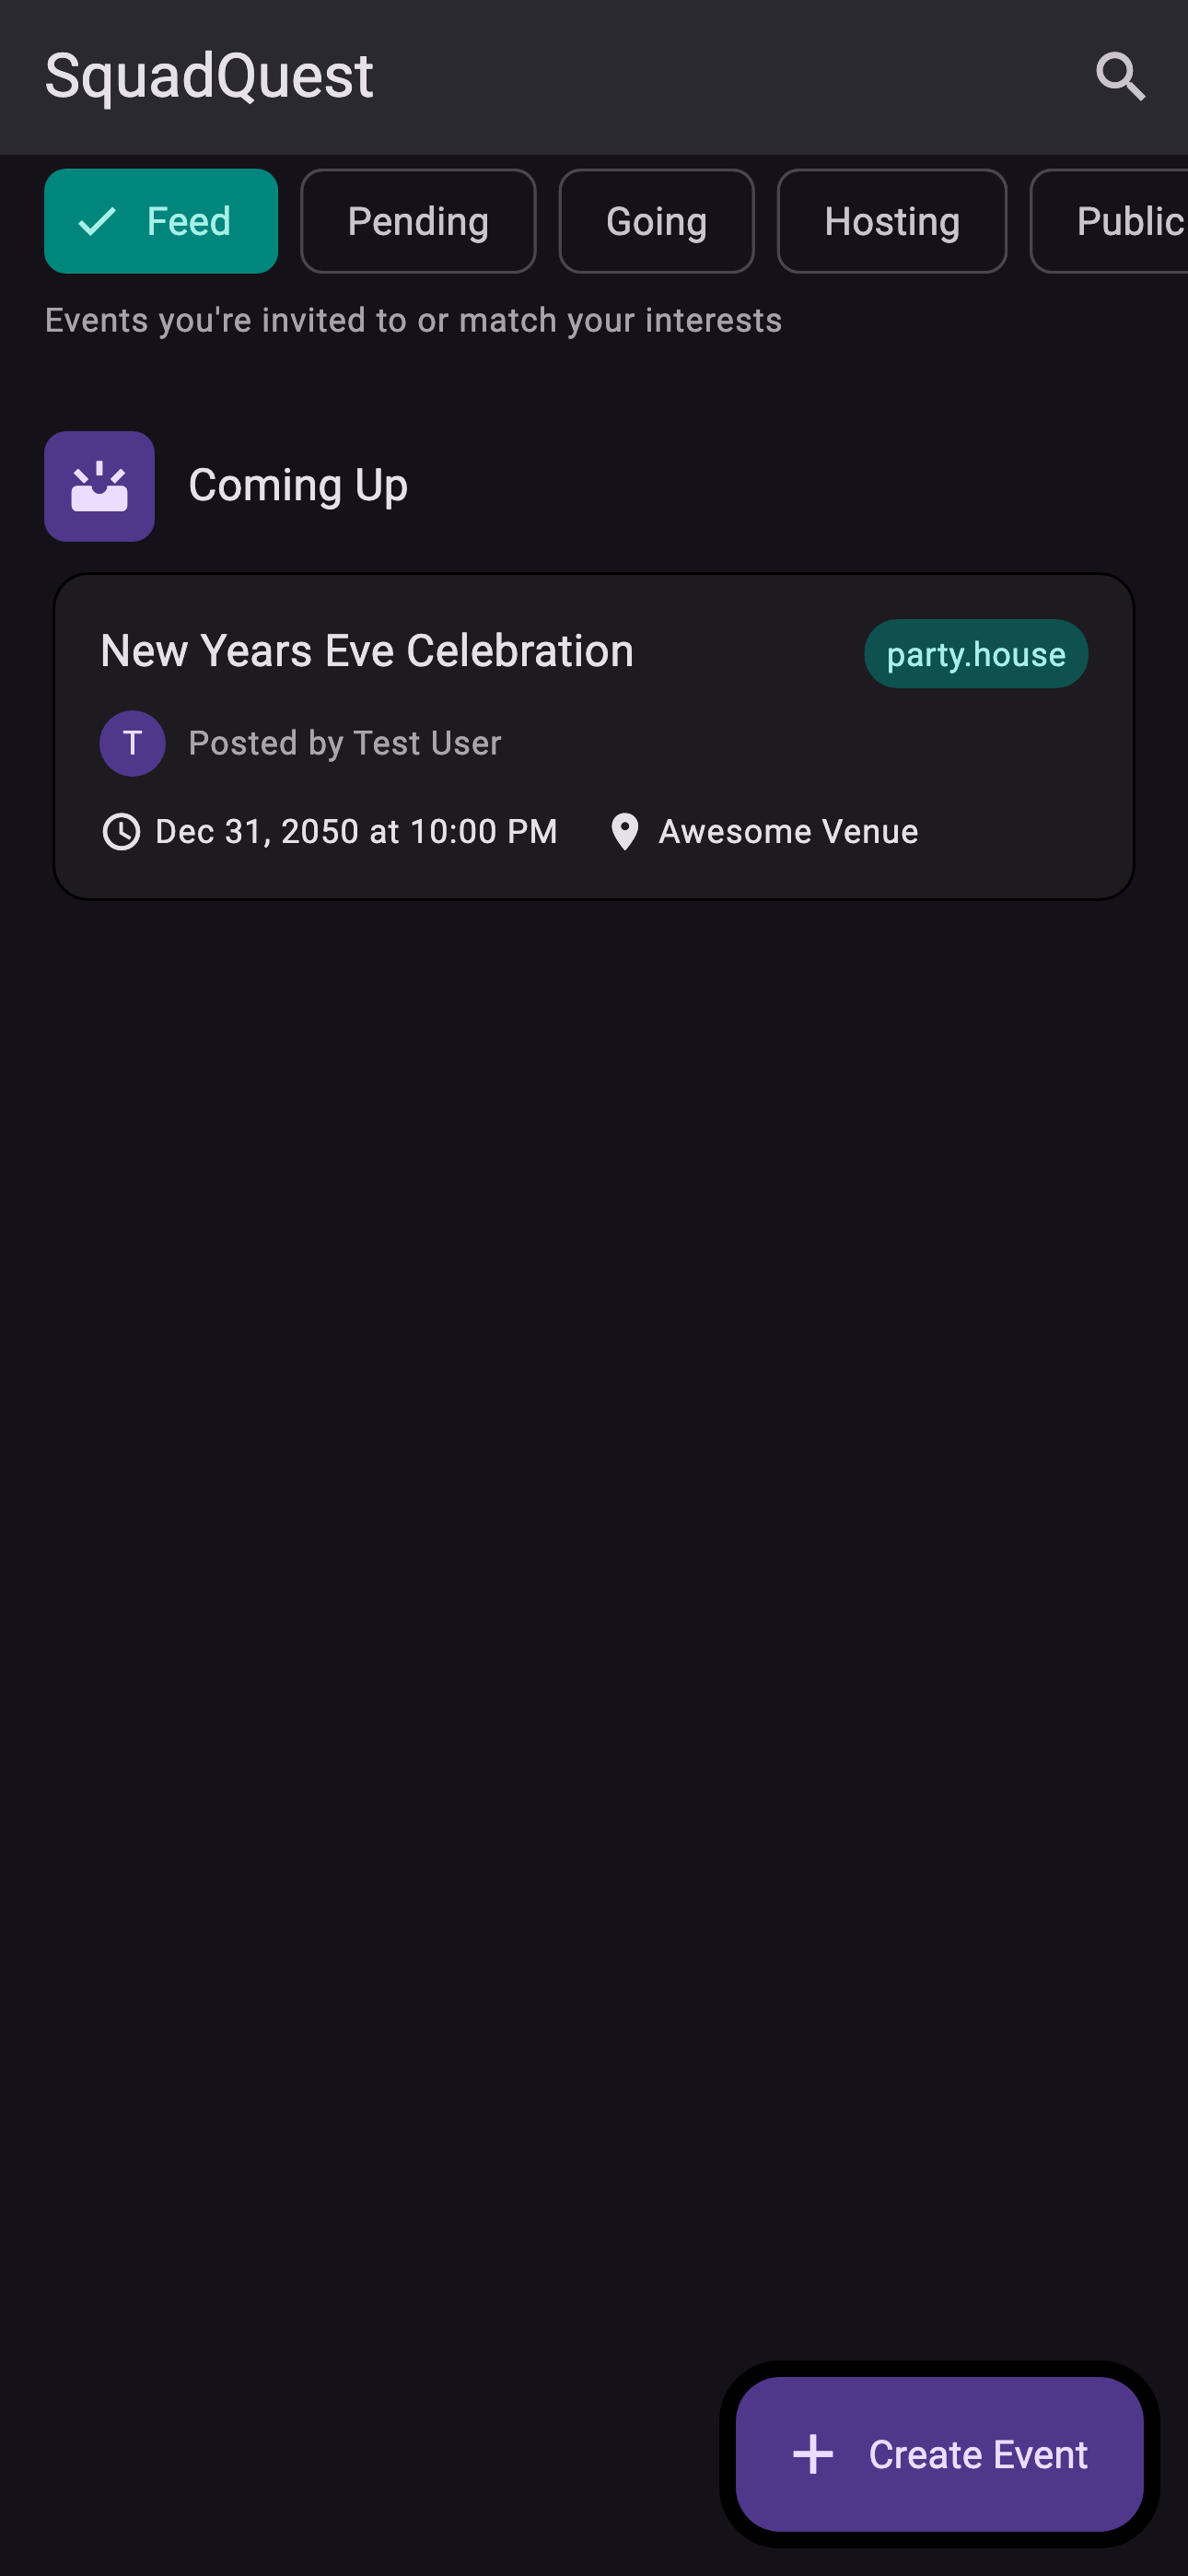 SquadQuest
Feed
Pending
Going
Hosting
Public
Events you're invited to or match your interests
Coming Up
New Years Eve Celebration
party.house
T
Posted by Test User
Dec 31, 2050 at 10:00 PM
Awesome Venue
Create Event